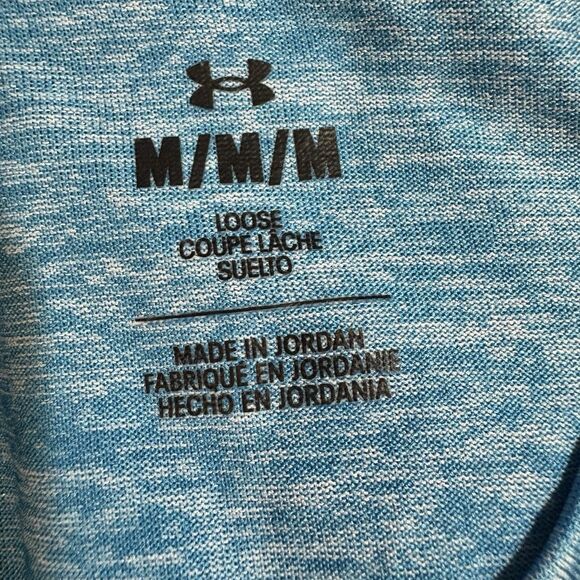 M/M/M
LOOSE
COUPE LÂCHE
SUELTO
MADE IN JORDAN
FABRIQUÉ EN JORDANIE
HECHO EN JORDANIA